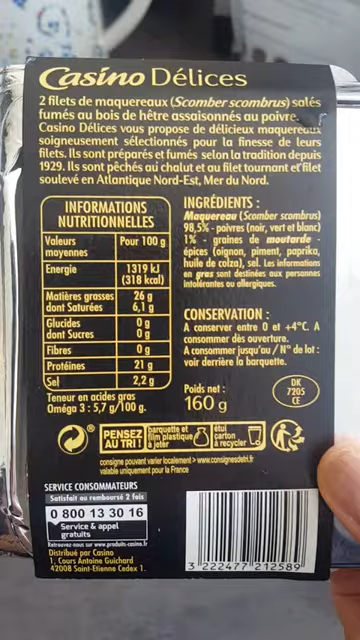 Casino Délices
2 filets de maquereaux (Scomber scombrus) salés
fumés au bois de hêtre assaisonnés au poivre.
Casino Délices vous propose de délicieux maquereaux
soigneusement sélectionnés pour la finesse de leurs
filets. Ils sont préparés et fumés selon la tradition depuis
1929. Ils sont pêchés au chalut et au filet tournant et filet
soulevé en Atlantique Nord-Est, Mer du Nord.
INFORMATIONS
NUTRITIONNELLES
Valeurs moyennes Pour 100 g
Energie 1319 kJ
(318 kcal)
Matières grasses 26 g
dont Saturées 6,1 g
Glucides 0 g
dont Sucres 0 g
Fibres 0 g
Protéines 21 g
Sel 2,2 g
Teneur en acides gras
Oméga 3 : 5,7 g/100 g.
INGRÉDIENTS :
Maquereau (Scomber scombrus)
98,5% - poivres (noir, vert et blanc)
1% - graines de moutarde -
épices (oignon, piment, paprika,
huile de colza), sel. Les informations
en gras sont destinées aux personnes
intolérantes ou allergiques.
CONSERVATION :
A conserver entre 0 et +4°C. A
consommer dès ouverture.
A consommer jusqu'au / N° de lot :
voir derrière la barquette.
Poids net :
160 g
DK
7205
CE
PENSEZ
AU TRI !
barquette et
film plastique
à jeter
étui
carton
à recycler
consigne pouvant varier localement > www.consignesdetri.fr
valable uniquement pour la France
SERVICE CONSOMMATEURS
Satisfait ou remboursé 2 fois
0 800 13 30 16
Service & appel
gratuits
Retrouvez-nous sur www.produits-casino.fr
Distribué par Casino
1, Cours Antoine Guichard
42008 Saint-Etienne Cedex 1.
3 222477 212589